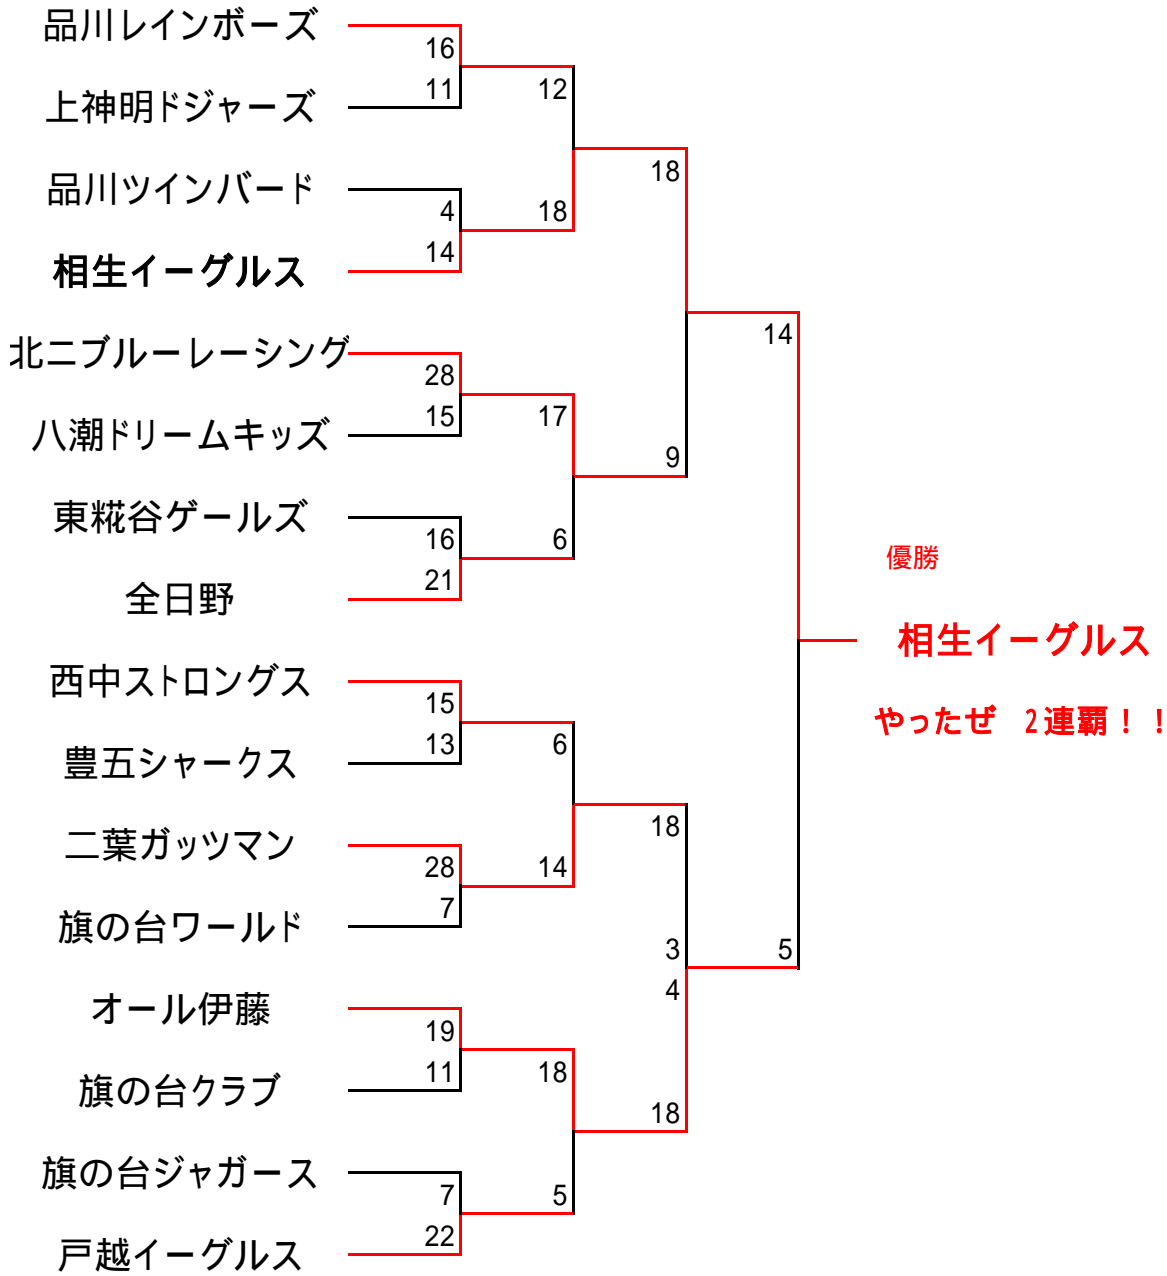 品川レインボーズ
16
11
12
上神明ドジャーズ
18
品川ツインバード
4
18
14
相生イーグルス
14
北ニブルーレーシング
28
15
17
八潮ドリームキッズ
9
東糀谷ゲールズ
16
6
21
全日野
優勝
相生イーグルス
やったぜ 2連覇！！
西中ストロングス
15
13
6
豊五シャークス
18
二葉ガッツマン
28
14
7
旗の台ワールド
3
5
4
オール伊藤
19
11
18
旗の台クラブ
18
旗の台ジャガース
7
5
22
戸越イーグルス